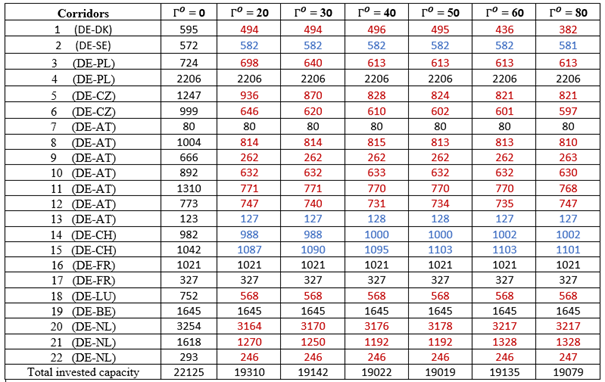 Corridors Γᴼ = 0 Γᴼ = 20 Γᴼ = 30 Γᴼ = 40 Γᴼ = 50 Γᴼ = 60 Γᴼ = 80
1 (DE-DK) 595 494 494 496 495 436 382
2 (DE-SE) 572 582 582 582 582 582 581
3 (DE-PL) 724 698 640 613 613 613 613
4 (DE-PL) 2206 2206 2206 2206 2206 2206 2206
5 (DE-CZ) 1247 936 870 828 824 821 821
6 (DE-CZ) 999 646 620 610 602 601 597
7 (DE-AT) 80 80 80 80 80 80 80
8 (DE-AT) 1004 814 814 815 813 813 810
9 (DE-AT) 666 262 262 262 262 262 263
10 (DE-AT) 892 632 632 633 632 632 630
11 (DE-AT) 1310 771 771 770 770 770 768
12 (DE-AT) 773 747 740 731 734 735 747
13 (DE-AT) 123 127 127 128 128 127 127
14 (DE-CH) 982 988 988 1000 1000 1002 1002
15 (DE-CH) 1042 1087 1090 1095 1103 1103 1101
16 (DE-FR) 1021 1021 1021 1021 1021 1021 1021
17 (DE-FR) 327 327 327 327 327 327 327
18 (DE-LU) 752 568 568 568 568 568 568
19 (DE-BE) 1645 1645 1645 1645 1645 1645 1645
20 (DE-NL) 3254 3164 3170 3176 3178 3217 3217
21 (DE-NL) 1618 1270 1250 1192 1192 1328 1328
22 (DE-NL) 293 246 246 246 246 246 247
Total invested capacity 22125 19310 19142 19022 19019 19135 19079